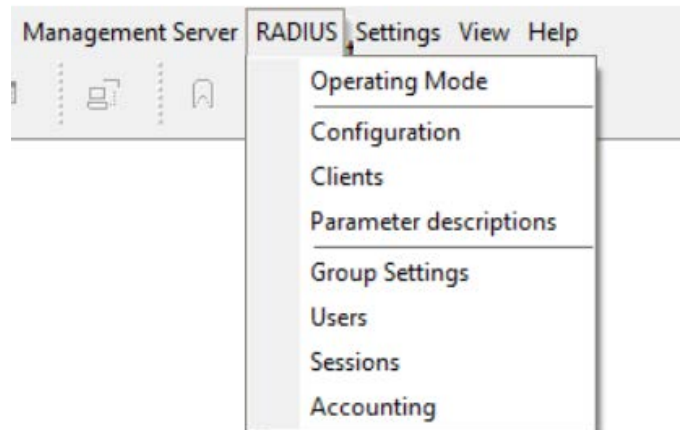 Management Server RADIUS Settings View Help
Operating Mode
Configuration
Clients
Parameter descriptions
Group Settings
Users
Sessions
Accounting